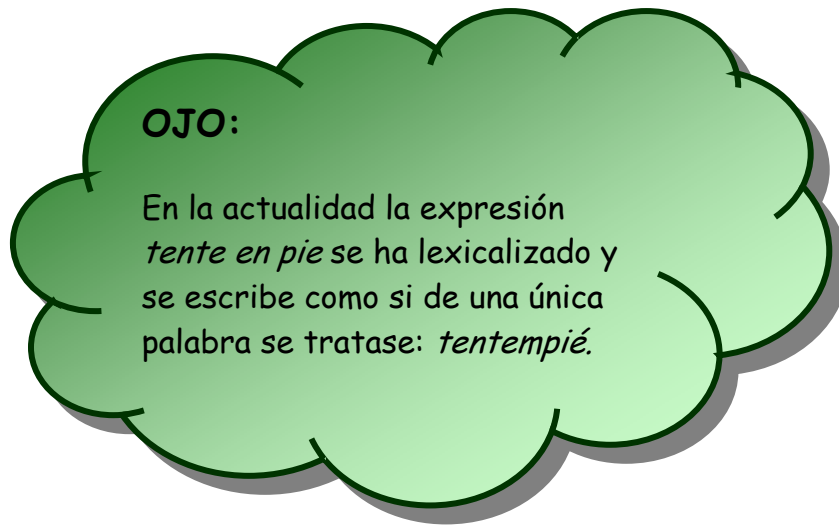 OJO:
En la actualidad la expresión
tente en pie se ha lexicalizado y
se escribe como si de una única
palabra se tratase: tentempié.